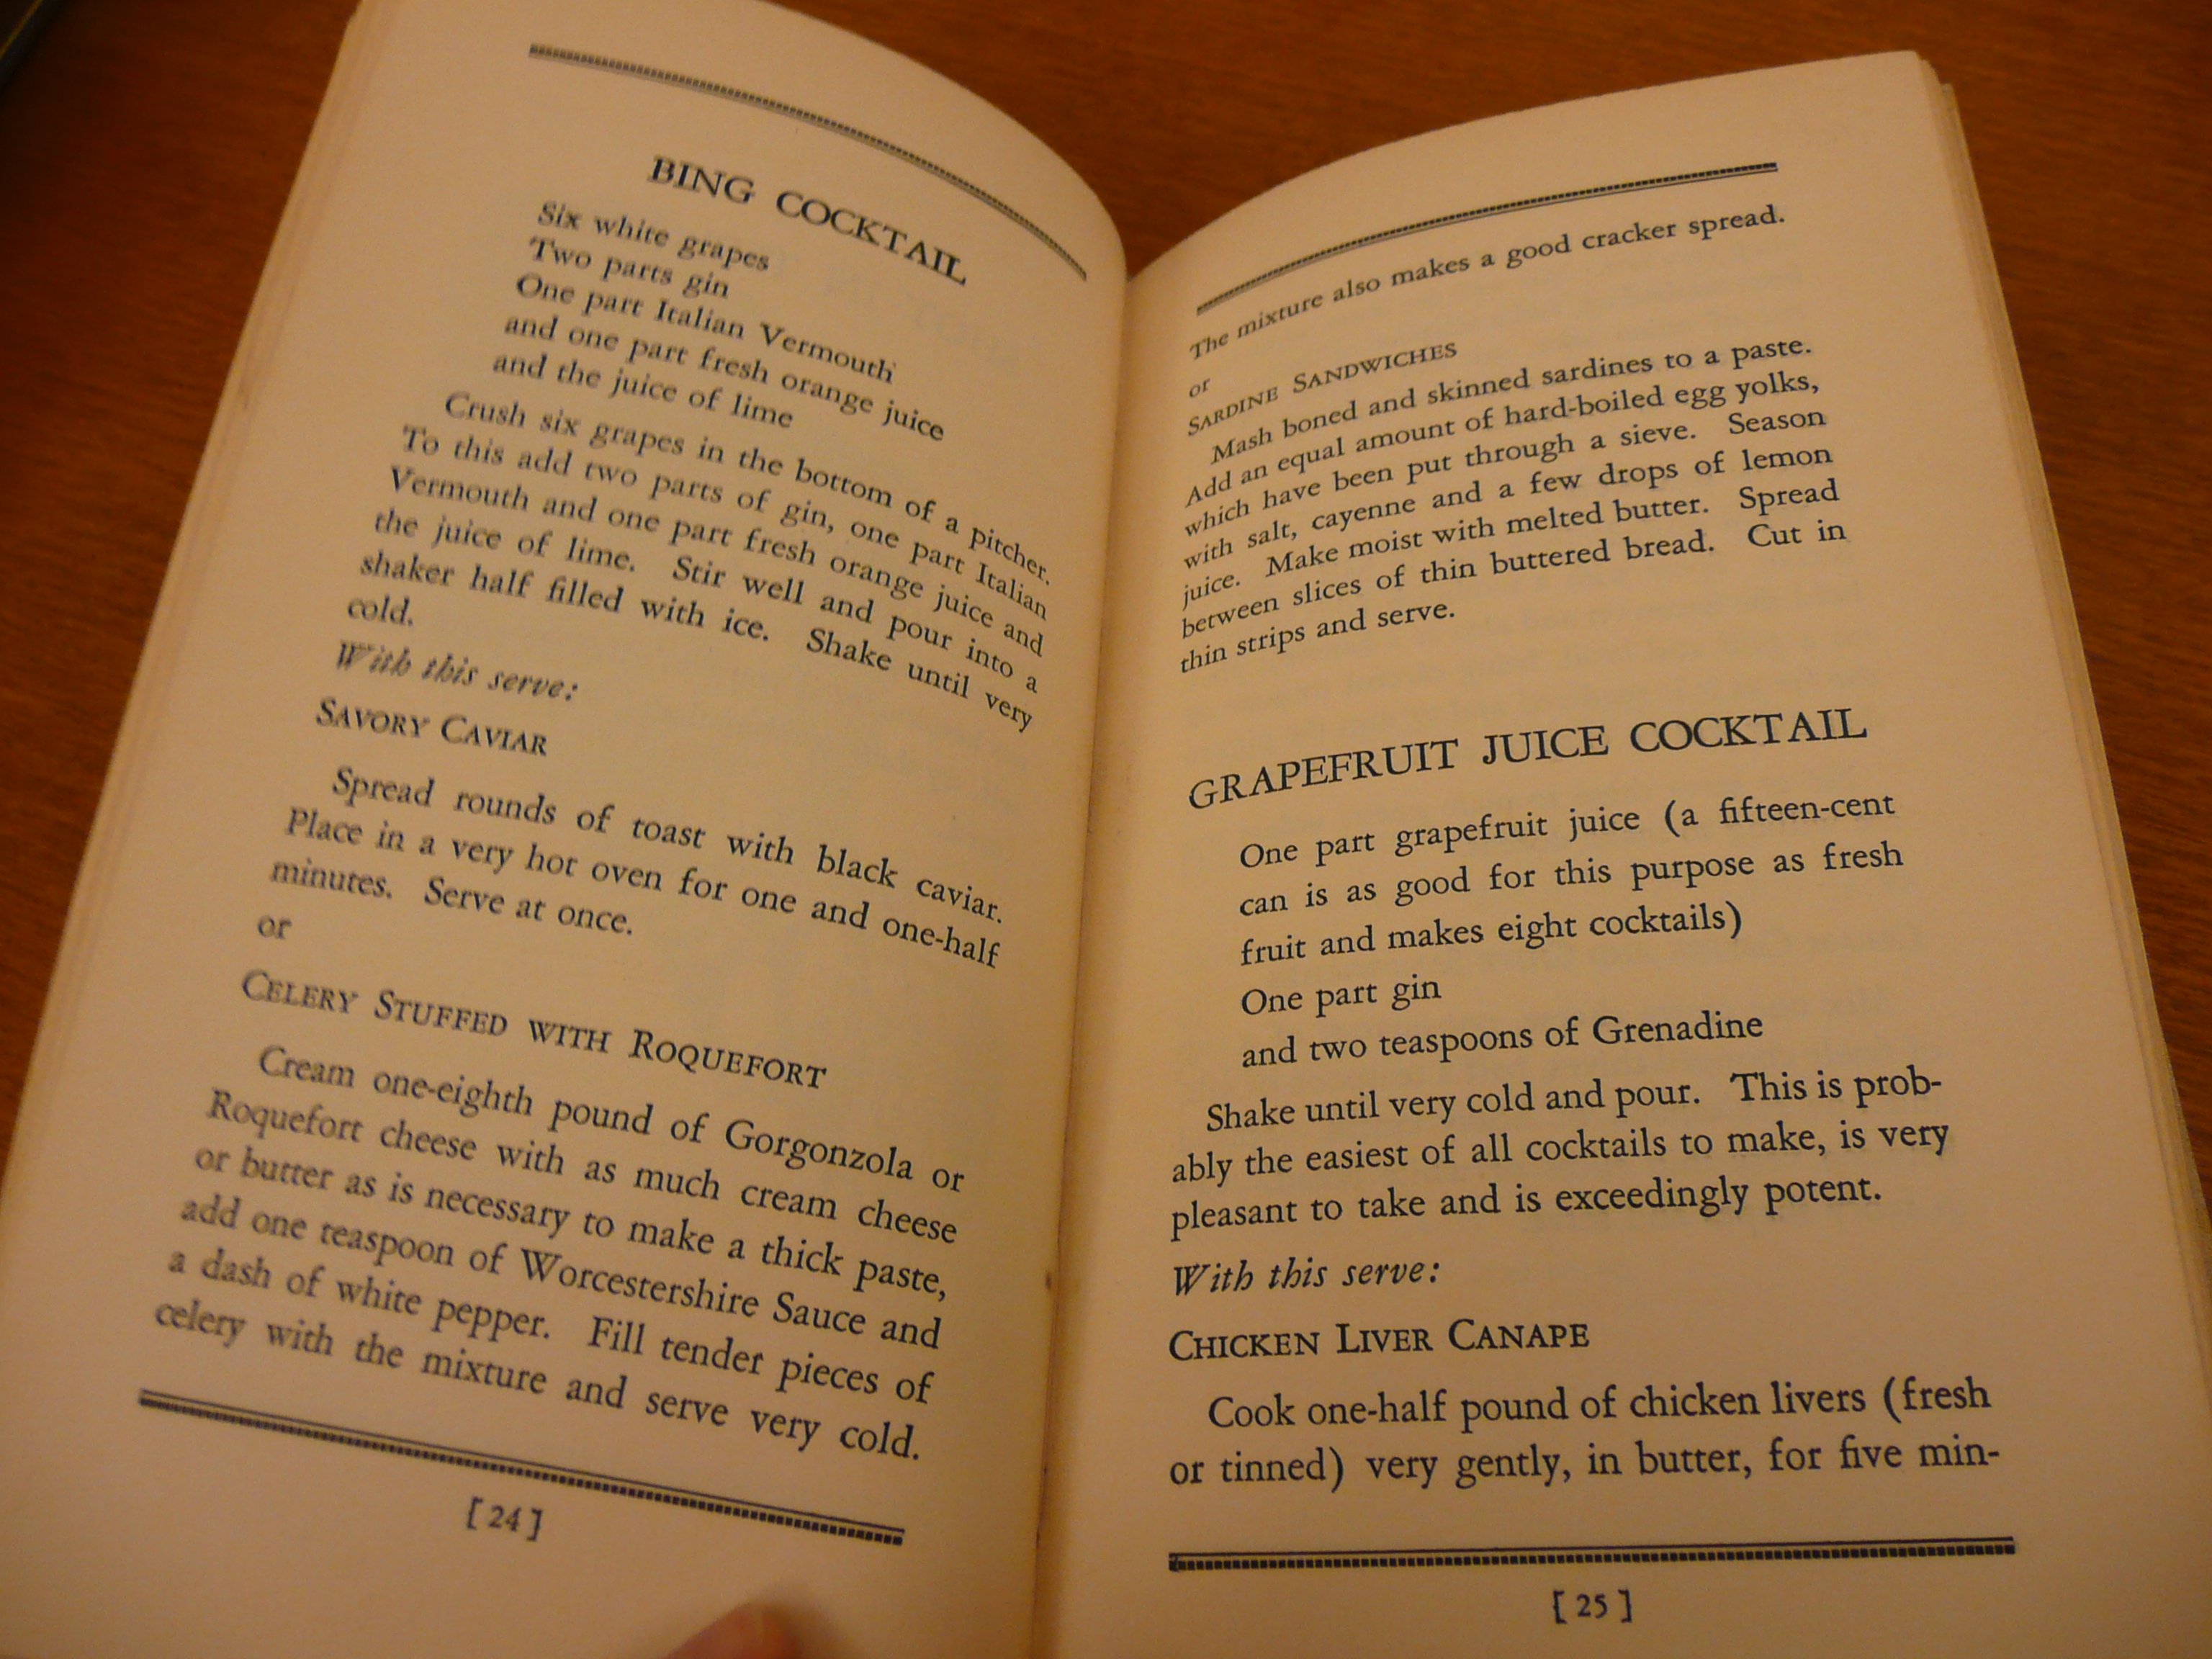 BING COCKTAIL
Six white grapes
Two parts gin
One part Italian Vermouth
and one part fresh orange juice
and the juice of lime
Crush six grapes in the bottom of a pitcher.
To this add two parts of gin, one part Italian
Vermouth and one part fresh orange juice and
the juice of lime. Stir well and pour into a
shaker half filled with ice. Shake until very
cold.
With this serve:
SAVORY CAVIAR
Spread rounds of toast with black caviar.
Place in a very hot oven for one and one-half
minutes. Serve at once.
or
CELERY STUFFED WITH ROQUEFORT
Cream one-eighth pound of Gorgonzola or
Roquefort cheese with as much cream cheese
or butter as is necessary to make a thick paste,
add one teaspoon of Worcestershire Sauce and
a dash of white pepper. Fill tender pieces of
celery with the mixture and serve very cold.
[ 24 ]
The mixture also makes a good cracker spread.
or
SARDINE SANDWICHES
Mash boned and skinned sardines to a paste.
Add an equal amount of hard-boiled egg yolks,
which have been put through a sieve. Season
with salt, cayenne and a few drops of lemon
juice. Make moist with melted butter. Spread
between slices of thin buttered bread. Cut in
thin strips and serve.
GRAPEFRUIT JUICE COCKTAIL
One part grapefruit juice (a fifteen-cent
can is as good for this purpose as fresh
fruit and makes eight cocktails)
One part gin
and two teaspoons of Grenadine
Shake until very cold and pour. This is prob-
ably the easiest of all cocktails to make, is very
pleasant to take and is exceedingly potent.
With this serve:
CHICKEN LIVER CANAPE
Cook one-half pound of chicken livers (fresh
or tinned) very gently, in butter, for five min-
[ 25 ]